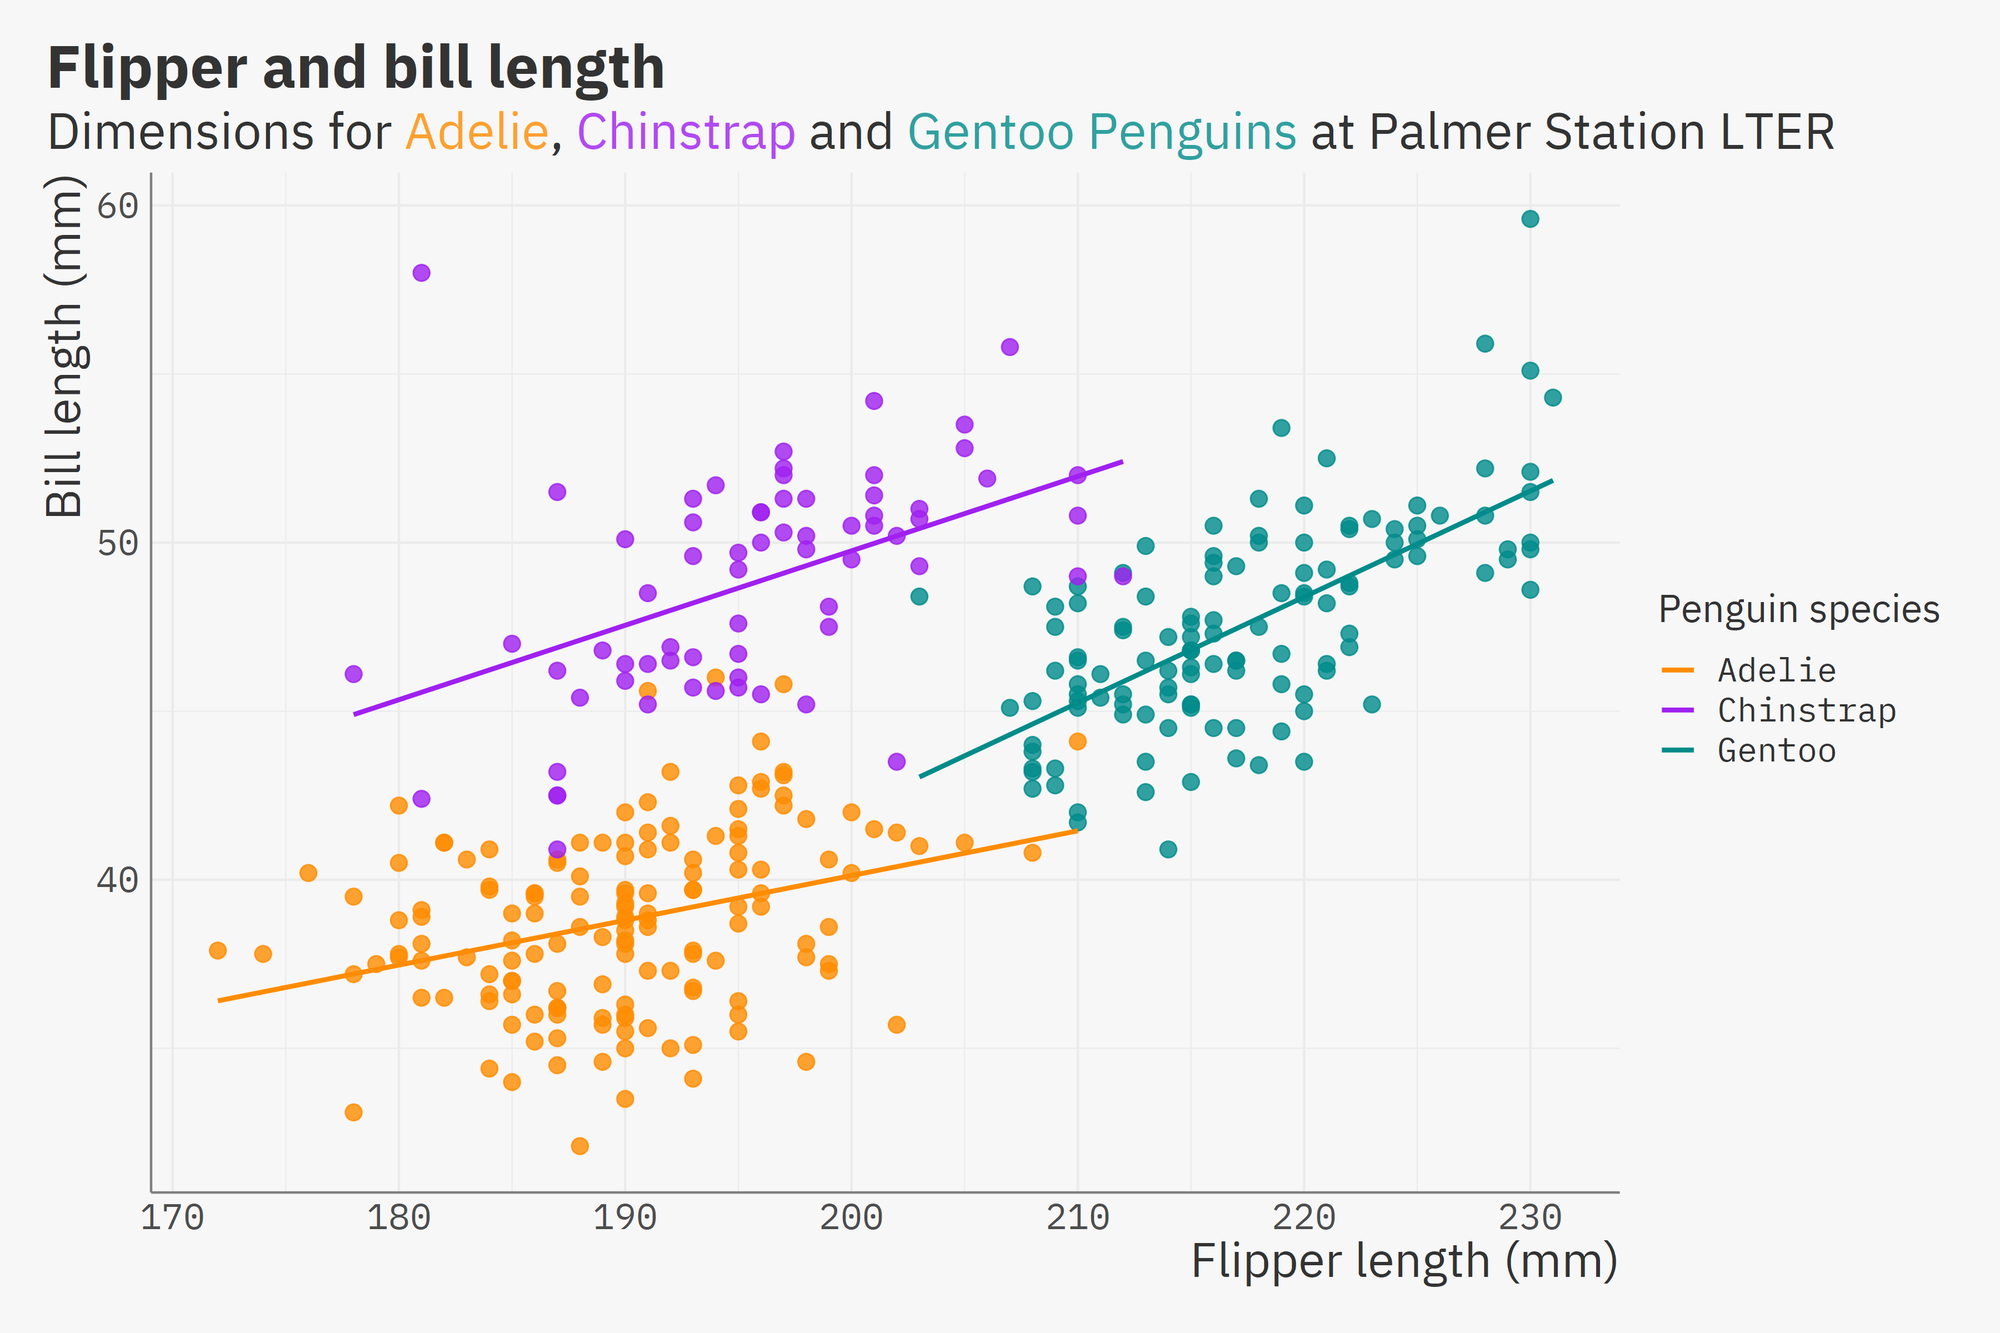 Flipper and bill length
Dimensions for Adelie, Chinstrap and Gentoo Penguins at Palmer Station LTER
Bill length (mm)
60
50
40
170 180 190 200 210 220 230
Flipper length (mm)
Penguin species
Adelie
Chinstrap
Gentoo